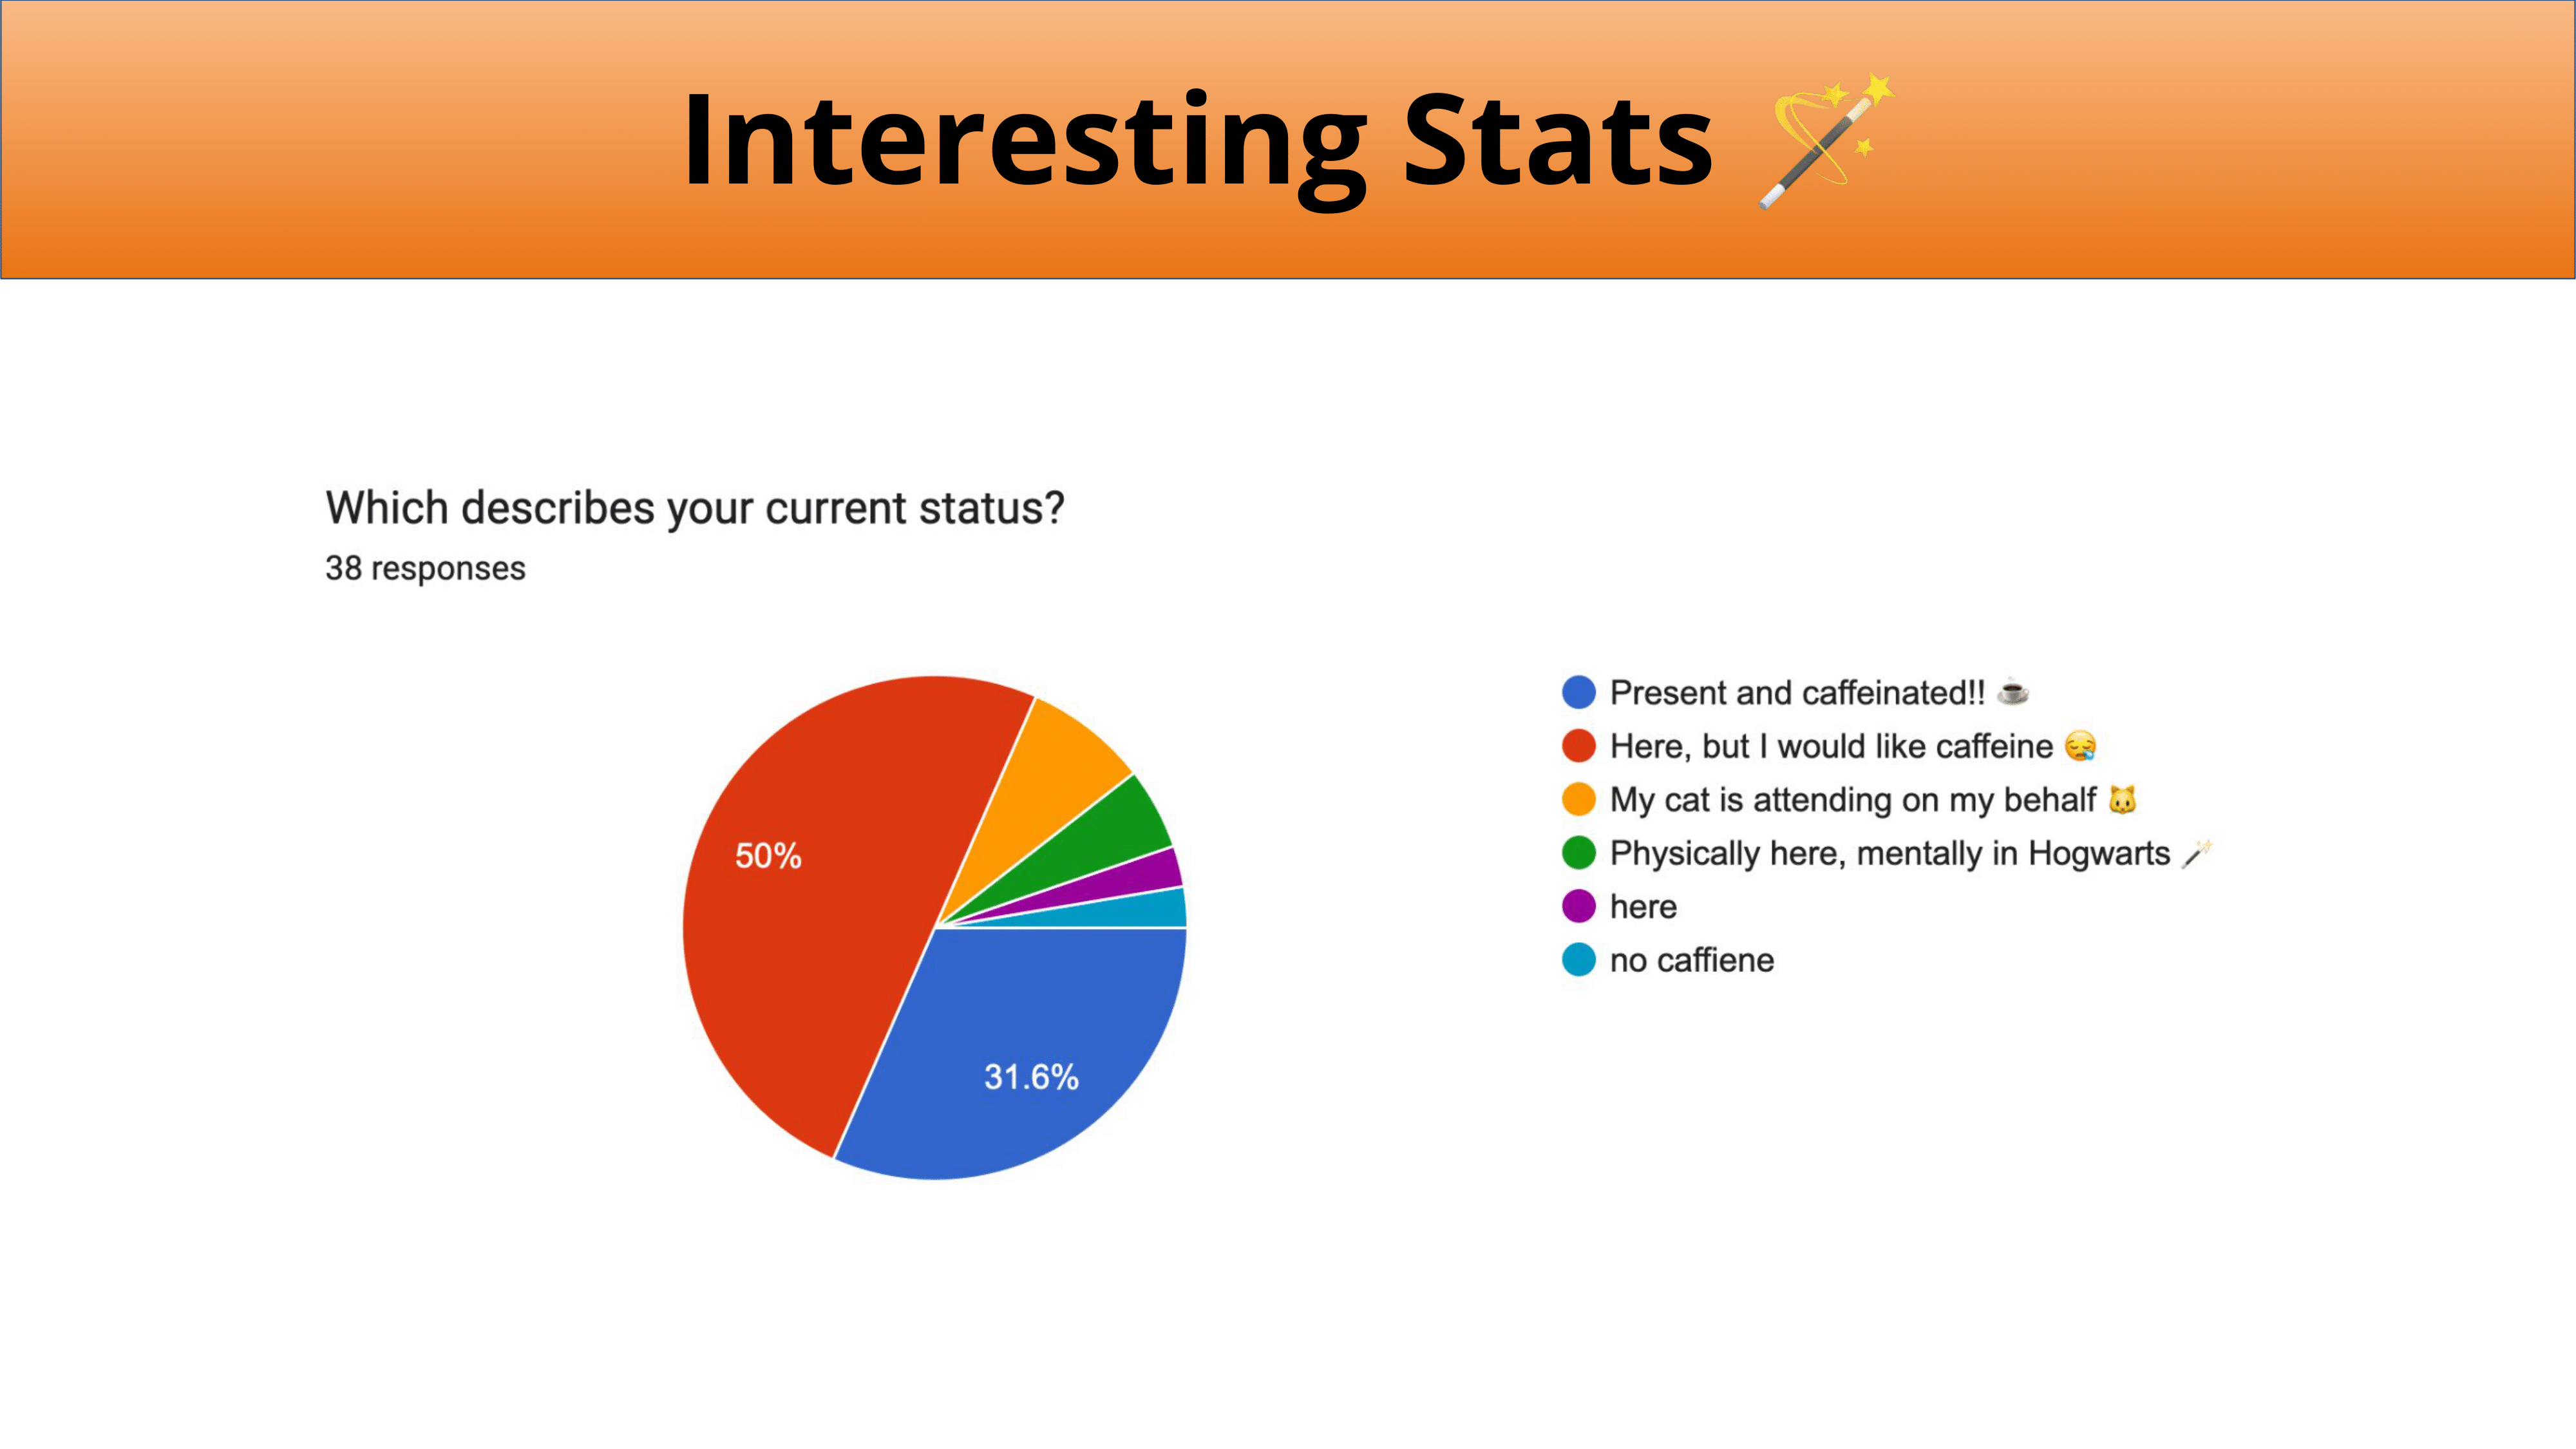 Interesting Stats
Which describes your current status?
38 responses
50%
31.6%
Present and caffeinated!! ☕
Here, but I would like caffeine 😪
My cat is attending on my behalf 🐱
Physically here, mentally in Hogwarts 🪄
here
no caffiene